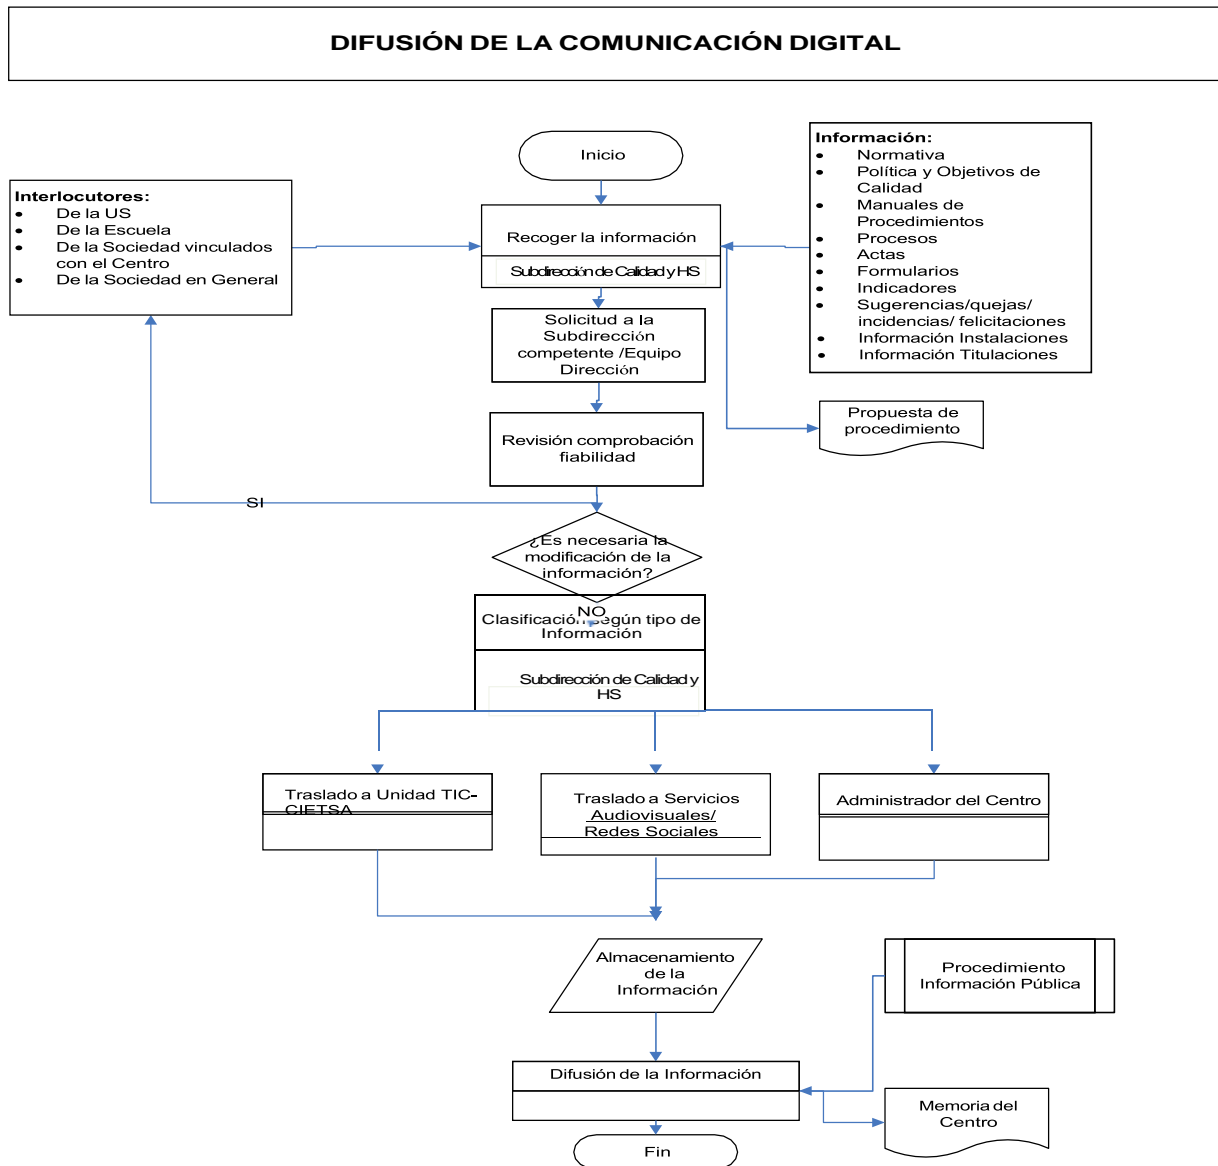 DIFUSIÓN DE LA COMUNICACIÓN DIGITAL
Inicio
Interlocutores:
• De la US
• De la Escuela
• De la Sociedad vinculados
con el Centro
• De la Sociedad en General
Recoger la información
Subdirección de Calidad y HS
Información:
• Normativa
• Política y Objetivos de
Calidad
• Manuales de
Procedimientos
• Procesos
• Actas
• Formularios
• Indicadores
• Sugerencias/quejas/
incidencias/ felicitaciones
• Información Instalaciones
• Información Titulaciones
Solicitud a la
Subdirección
competente /Equipo
Dirección
Propuesta de
procedimiento
Revisión comprobación
fiabilidad
SI
¿Es necesaria la
modificación de la
información?
NO
Clasificación según tipo de
Información
Subdirección de Calidad y
HS
Traslado a Unidad TIC-
CIETSA
Traslado a Servicios
Audiovisuales/
Redes Sociales
Administrador del Centro
Almacenamiento
de la
Información
Procedimiento
Información Pública
Difusión de la Información
Memoria del
Centro
Fin